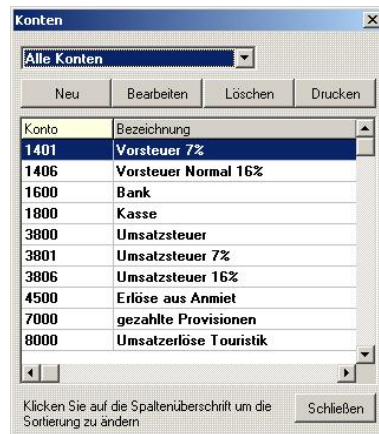 Konten
Alle Konten
Neu Bearbeiten Löschen Drucken
Konto Bezeichnung
1401 Vorsteuer 7%
1406 Vorsteuer Normal 16%
1600 Bank
1800 Kasse
3800 Umsatzsteuer
3801 Umsatzsteuer 7%
3806 Umsatzsteuer 16%
4500 Erlöse aus Anmiet
7000 gezahlte Provisionen
8000 Umsatzerlöse Touristik
Klicken Sie auf die Spaltenüberschrift um die
Sortierung zu ändern
Schließen